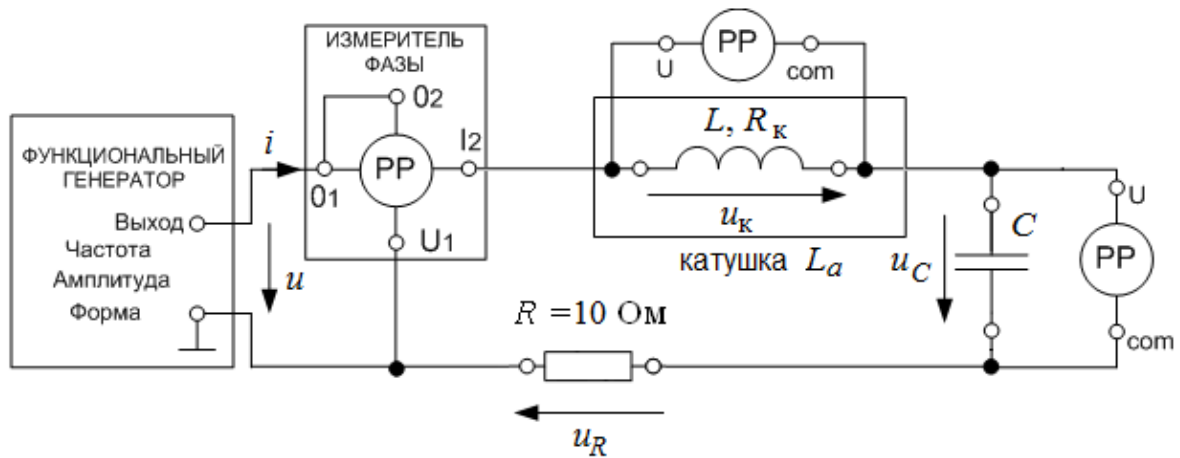 ФУНКЦИОНАЛЬНЫЙ
ГЕНЕРАТОР
Выход
Частота
Амплитуда
Форма
i
u
ИЗМЕРИТЕЛЬ
ФАЗЫ
02
PP
I2
01
U1
PP
U
com
L, Rк
uк
катушка La
uC
C
U
PP
com
R =10 Ом
uR